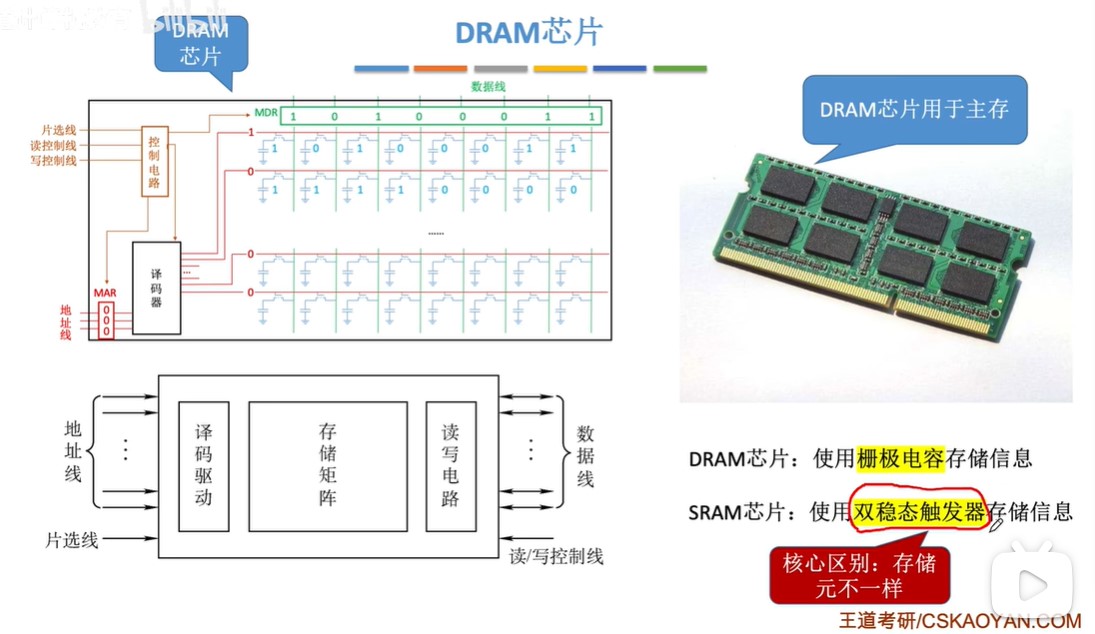 DRAM
芯片
DRAM芯片
数据线
MDR 1 0 1 0 0 0 1 1
片选线
读控制线
写控制线
控制电路
1
1 0 1 0 0 0 1 1
0
1 1 1 1 0 0 0 0
......
0
0
译码器
...
MAR
地址线
0
0
0
DRAM芯片用于主存
地址线
译码驱动
存储矩阵
读写电路
数据线
片选线
读/写控制线
DRAM芯片：使用栅极电容存储信息
SRAM芯片：使用双稳态触发器存储信息
核心区别：存储
元不一样
王道考研/CSKAOYAN.COM